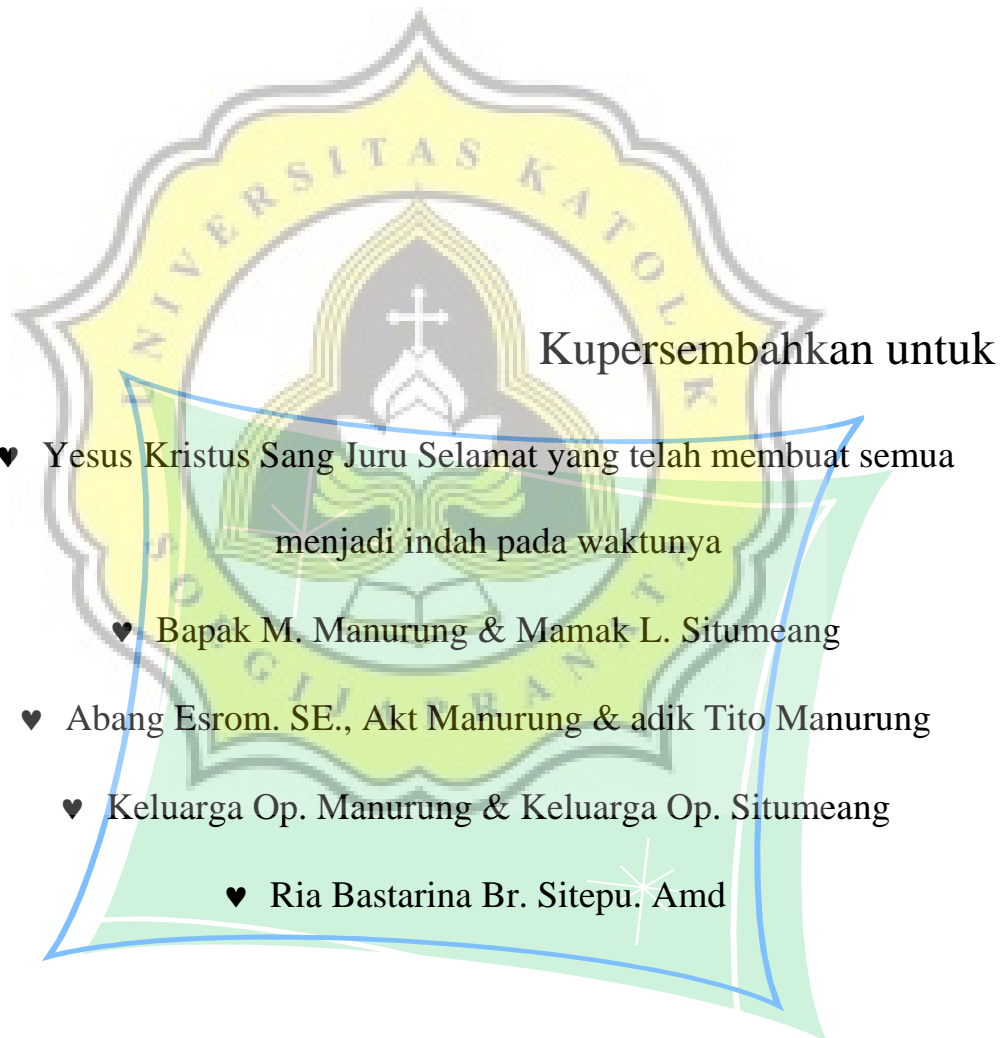 UNIVERSITAS KATOLIK
SOEGIJAPRANATA
Kupersembahkan untuk
♥ Yesus Kristus Sang Juru Selamat yang telah membuat semua
menjadi indah pada waktunya
♥ Bapak M. Manurung & Mamak L. Situmeang
♥ Abang Esrom. SE., Akt Manurung & adik Tito Manurung
♥ Keluarga Op. Manurung & Keluarga Op. Situmeang
♥ Ria Bastarina Br. Sitepu. Amd